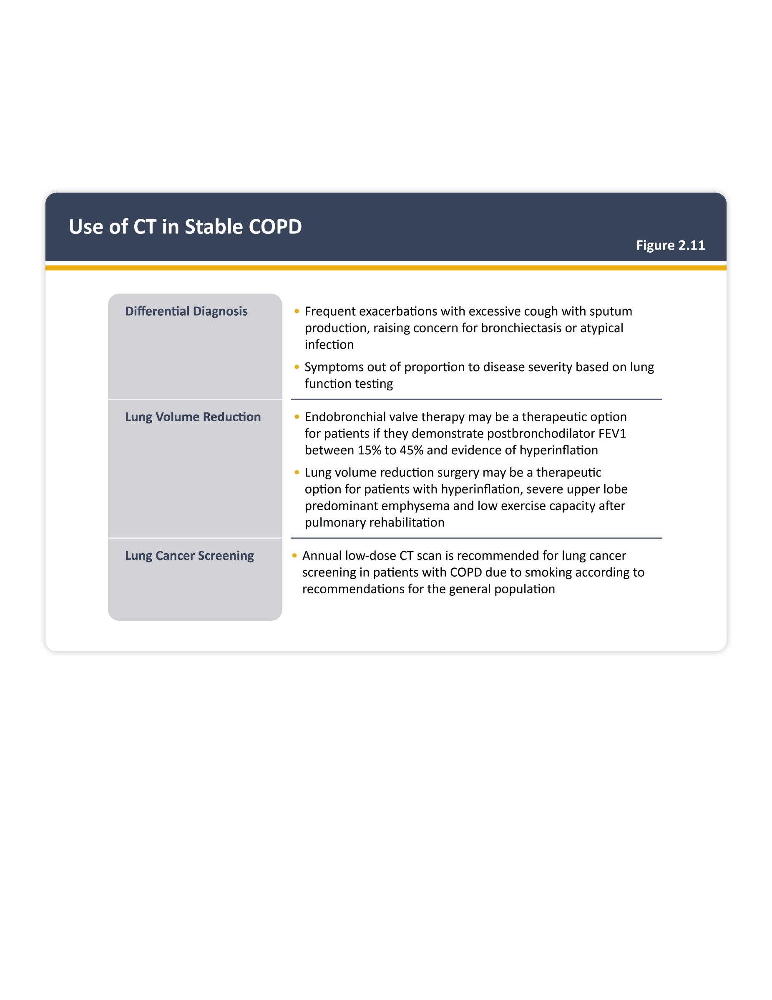 Use of CT in Stable COPD
Figure 2.11
Differential Diagnosis
• Frequent exacerbations with excessive cough with sputum
production, raising concern for bronchiectasis or atypical
infection
• Symptoms out of proportion to disease severity based on lung
function testing
Lung Volume Reduction
• Endobronchial valve therapy may be a therapeutic option
for patients if they demonstrate postbronchodilator FEV1
between 15% to 45% and evidence of hyperinflation
• Lung volume reduction surgery may be a therapeutic
option for patients with hyperinflation, severe upper lobe
predominant emphysema and low exercise capacity after
pulmonary rehabilitation
Lung Cancer Screening
• Annual low-dose CT scan is recommended for lung cancer
screening in patients with COPD due to smoking according to
recommendations for the general population